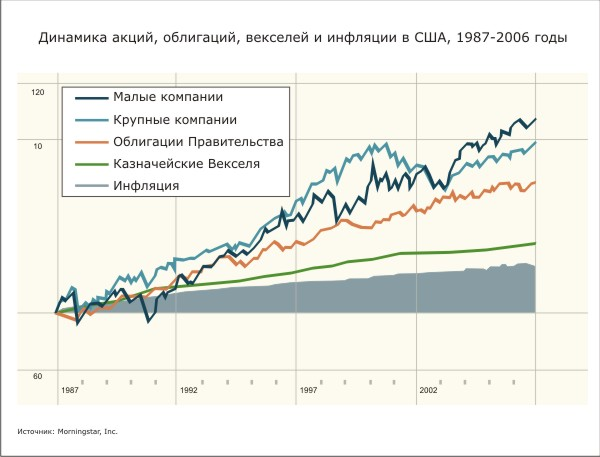 Динамика акций, облигаций, векселей и инфляции в США, 1987-2006 годы
120
Малые компании
Крупные компании
10
Облигации Правительства
Казначейские Векселя
Инфляция
60
1987
1992
1997
2002
Источник: Morningstar, Inc.